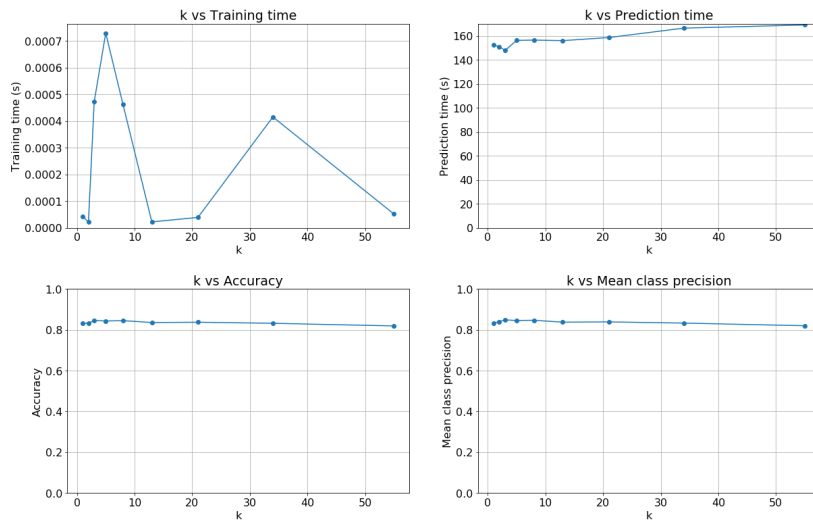 k vs Training time
Training time (s)
0.0007
0.0006
0.0005
0.0004
0.0003
0.0002
0.0001
0.0000
0 10 20 30 40 50
k
k vs Prediction time
Prediction time (s)
160
140
120
100
80
60
40
20
0
0 10 20 30 40 50
k
k vs Accuracy
Accuracy
1.0
0.8
0.6
0.4
0.2
0.0
0 10 20 30 40 50
k
k vs Mean class precision
Mean class precision
1.0
0.8
0.6
0.4
0.2
0.0
0 10 20 30 40 50
k